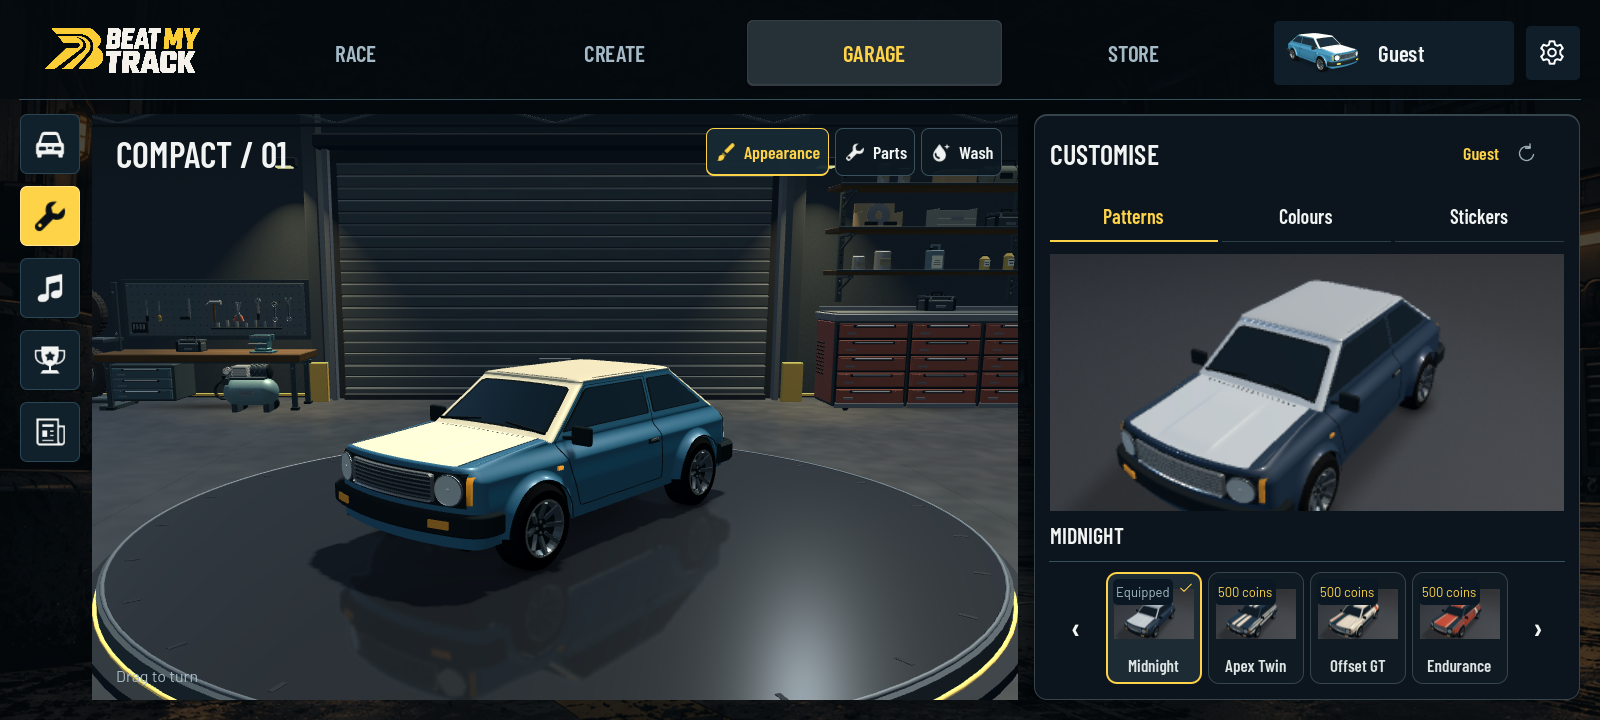 BEAT MY
TRACK
RACE
CREATE
GARAGE
STORE
Guest
COMPACT / 01
Appearance
Parts
Wash
CUSTOMISE
Guest
Patterns
Colours
Stickers
MIDNIGHT
Equipped
500 coins
500 coins
500 coins
Midnight
Apex Twin
Offset GT
Endurance
Drag to turn